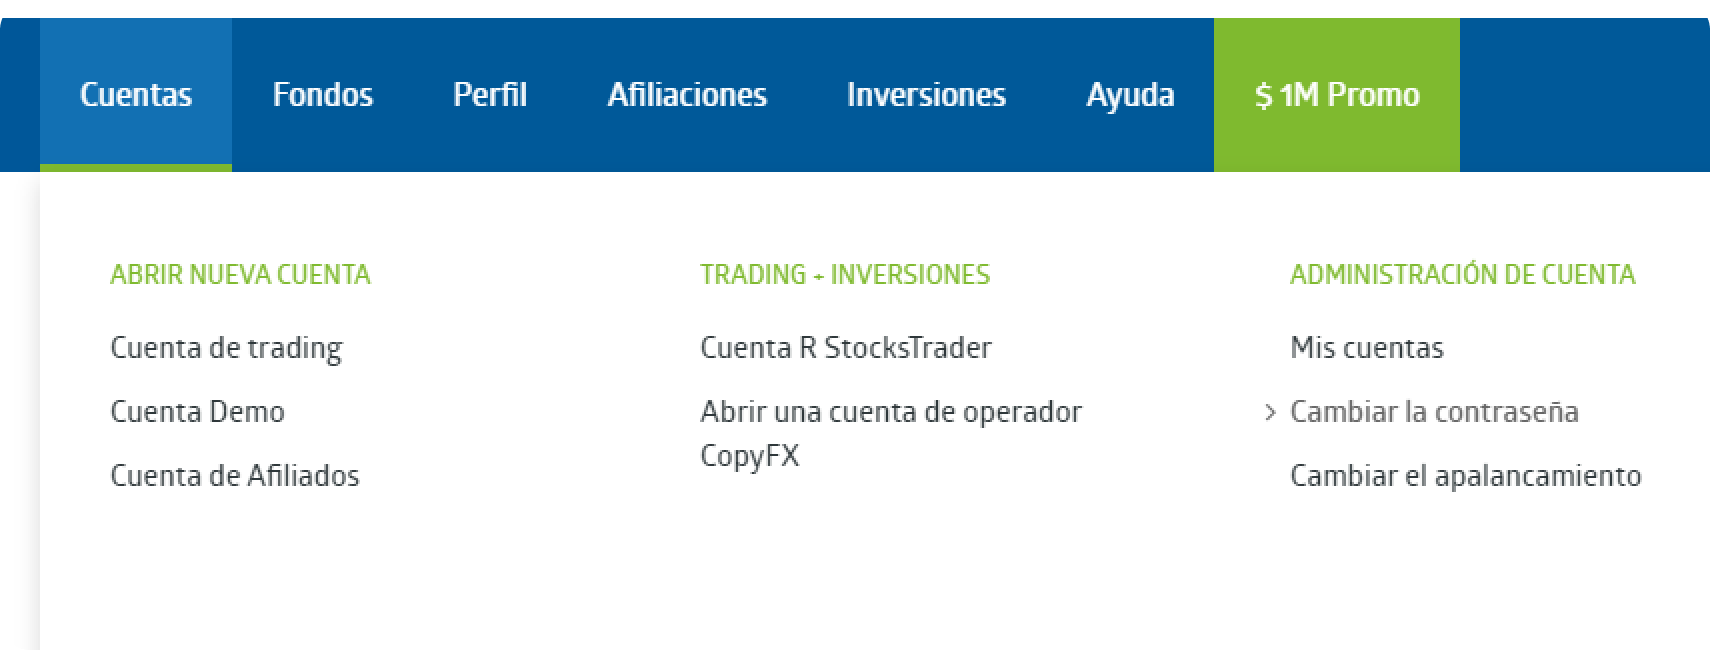 Cuentas Fondos Perfil Afiliaciones Inversiones Ayuda $ 1M Promo
ABRIR NUEVA CUENTA
Cuenta de trading
Cuenta Demo
Cuenta de Afiliados
TRADING + INVERSIONES
Cuenta R StocksTrader
Abrir una cuenta de operador
CopyFX
ADMINISTRACIÓN DE CUENTA
Mis cuentas
> Cambiar la contraseña
Cambiar el apalancamiento